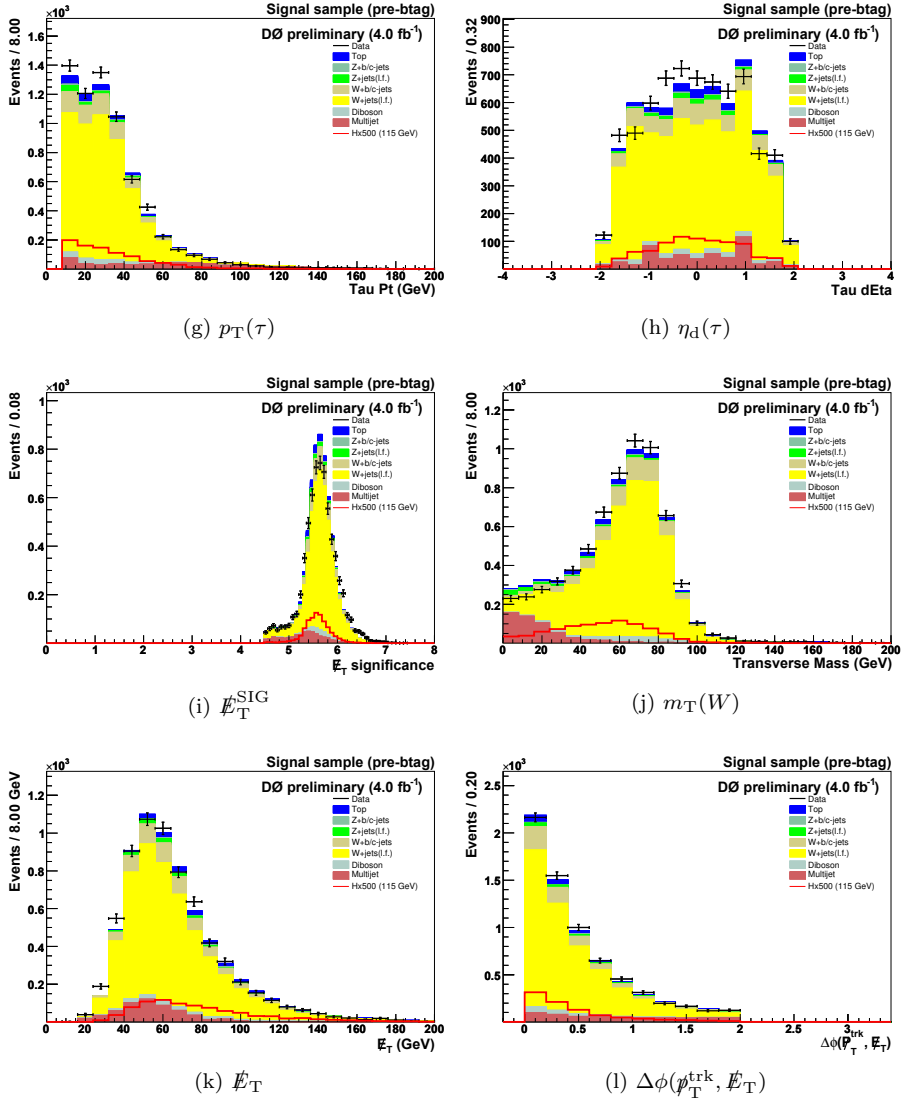 ×10³
Signal sample (pre-btag)
Events / 8.00
DØ preliminary (4.0 fb⁻¹)
Data
Top
Z+b/c-jets
Z+jets(l.f.)
W+b/c-jets
W+jets(l.f.)
Diboson
Multijet
Hx500 (115 GeV)
1.6
1.4
1.2
1
0.8
0.6
0.4
0.2
0 20 40 60 80 100 120 140 160 180 200
Tau Pt (GeV)
(g) p_T(τ)
Signal sample (pre-btag)
Events / 0.32
DØ preliminary (4.0 fb⁻¹)
Data
Top
Z+b/c-jets
Z+jets(l.f.)
W+b/c-jets
W+jets(l.f.)
Diboson
Multijet
Hx500 (115 GeV)
900
800
700
600
500
400
300
200
100
-4 -3 -2 -1 0 1 2 3 4
Tau dEta
(h) η_d(τ)
×10³
Signal sample (pre-btag)
Events / 0.08
DØ preliminary (4.0 fb⁻¹)
Data
Top
Z+b/c-jets
Z+jets(l.f.)
W+b/c-jets
W+jets(l.f.)
Diboson
Multijet
Hx500 (115 GeV)
1
0.8
0.6
0.4
0.2
0
0 1 2 3 4 5 6 7 8
E̸_T significance
(i) E̸_T^SIG
×10³
Signal sample (pre-btag)
Events / 8.00
DØ preliminary (4.0 fb⁻¹)
Data
Top
Z+b/c-jets
Z+jets(l.f.)
W+b/c-jets
W+jets(l.f.)
Diboson
Multijet
Hx500 (115 GeV)
1.2
1
0.8
0.6
0.4
0.2
0 20 40 60 80 100 120 140 160 180 200
Transverse Mass (GeV)
(j) m_T(W)
×10³
Signal sample (pre-btag)
Events / 8.00 GeV
DØ preliminary (4.0 fb⁻¹)
Data
Top
Z+b/c-jets
Z+jets(l.f.)
W+b/c-jets
W+jets(l.f.)
Diboson
Multijet
Hx500 (115 GeV)
1.2
1
0.8
0.6
0.4
0.2
0
0 20 40 60 80 100 120 140 160 180 200
E̸_T (GeV)
(k) E̸_T
×10³
Signal sample (pre-btag)
Events / 0.20
DØ preliminary (4.0 fb⁻¹)
Data
Top
Z+b/c-jets
Z+jets(l.f.)
W+b/c-jets
W+jets(l.f.)
Diboson
Multijet
Hx500 (115 GeV)
2.5
2
1.5
1
0.5
0
0 0.5 1 1.5 2 2.5 3
Δϕ(P̸_T^trk, E̸_T)
(l) Δϕ(p̸_T^trk, E̸_T)